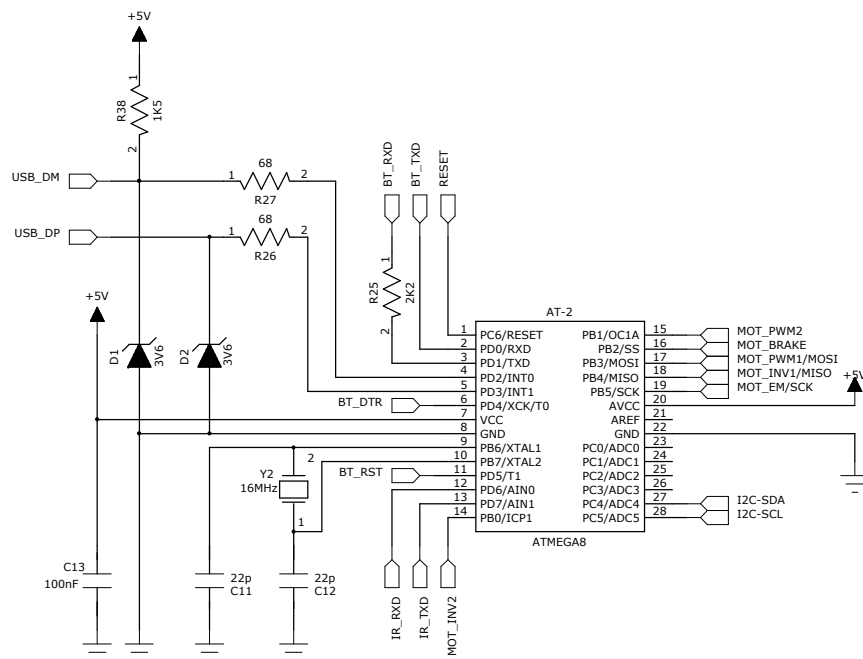 +5V
1
R38
1K5
2
USB_DM
1
68
2
R27
USB_DP
1
68
2
R26
BT_RXD
BT_TXD
RESET
1
R25
2K2
2
+5V
D1
3V6
D2
3V6
AT-2
1 PC6/RESET PB1/OC1A 15 MOT_PWM2
2 PD0/RXD PB2/SS 16 MOT_BRAKE
3 PD1/TXD PB3/MOSI 17 MOT_PWM1/MOSI
4 PD2/INT0 PB4/MISO 18 MOT_INV1/MISO
5 PD3/INT1 PB5/SCK 19 MOT_EM/SCK
+5V
BT_DTR 6 PD4/XCK/T0 AVCC 20
7 VCC AREF 21
8 GND GND 22
9 PB6/XTAL1 PC0/ADC0 23
10 PB7/XTAL2 PC1/ADC1 24
BT_RST 11 PD5/T1 PC2/ADC2 25
12 PD6/AIN0 PC3/ADC3 26
13 PD7/AIN1 PC4/ADC4 27 I2C-SDA
14 PB0/ICP1 PC5/ADC5 28 I2C-SCL
ATMEGA8
2
Y2
16MHz
1
C13
100nF
22p
C11
22p
C12
IR_RXD
IR_TXD
MOT_INV2